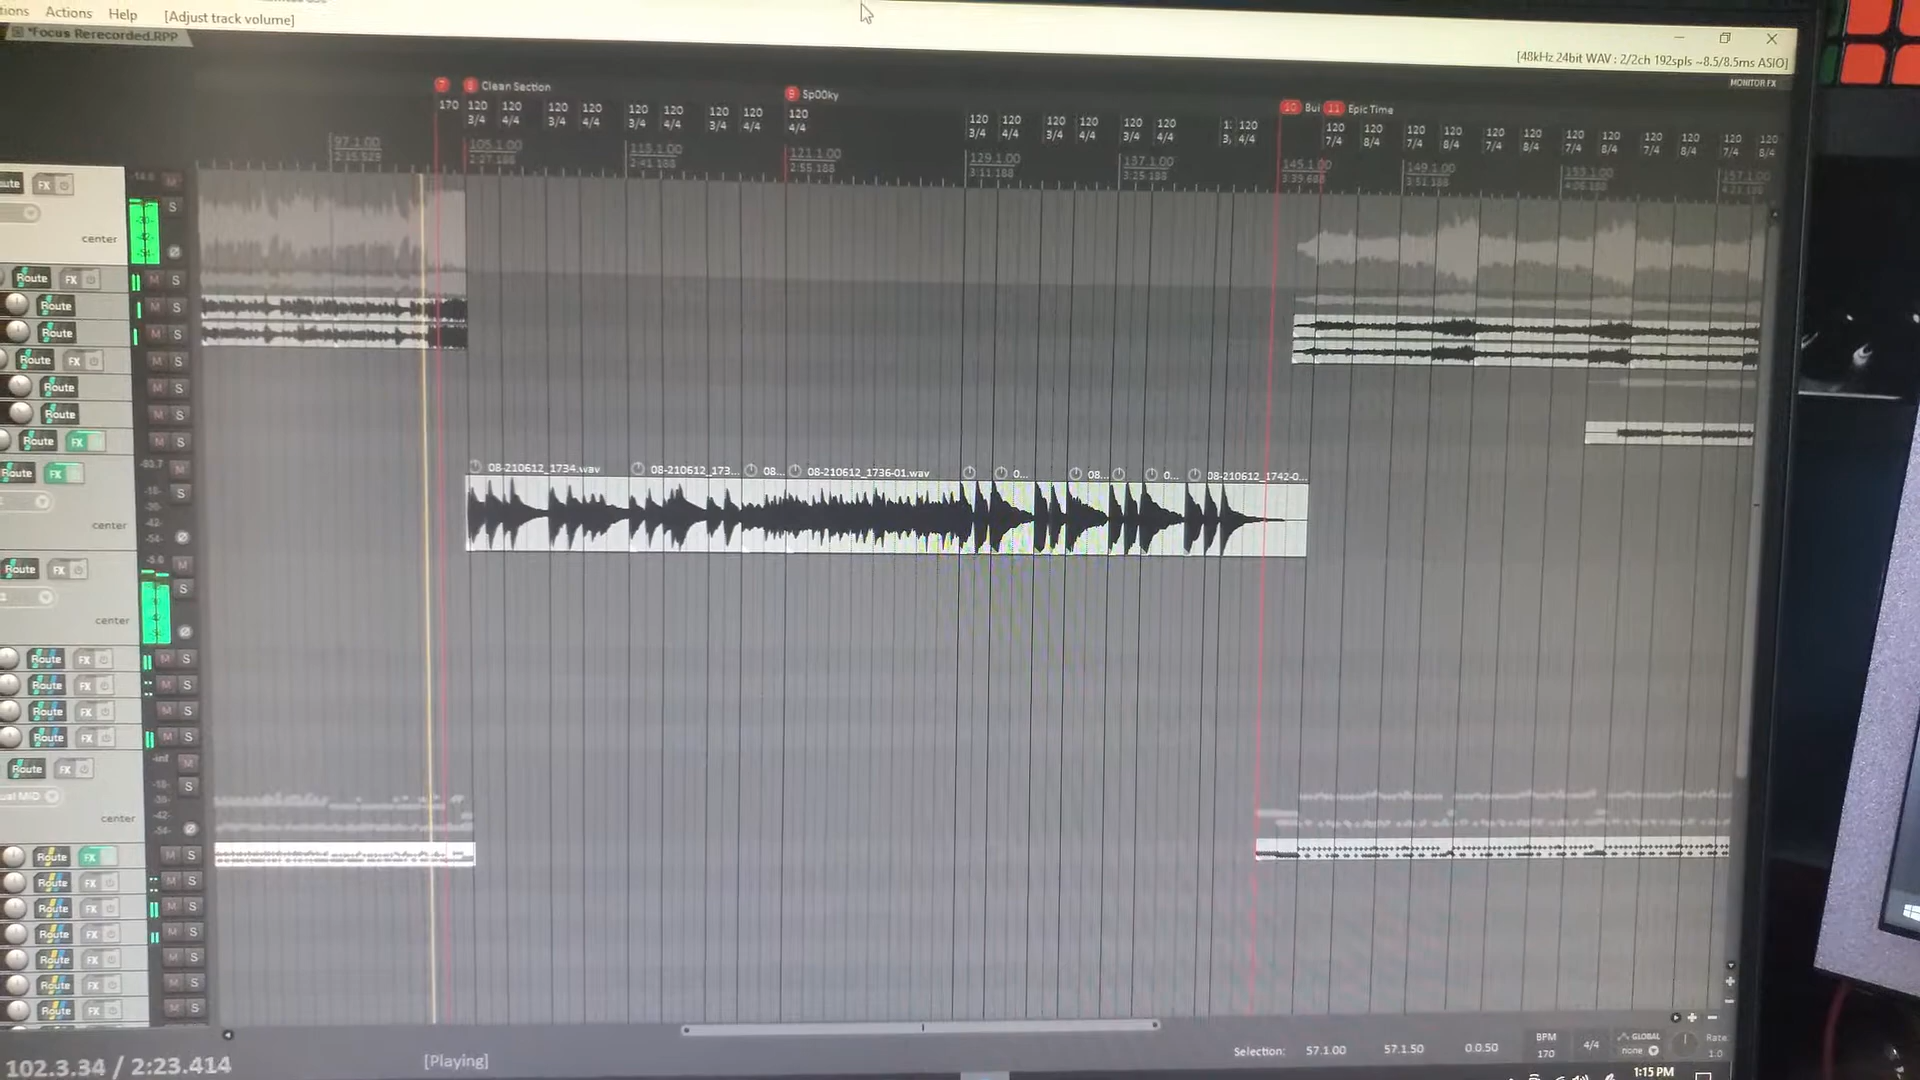 Actions Help [Adjust track volume]
*Focus Rerecorded.RPP
[48kHz 24bit WAV : 2/2ch 192spls ~8.5/8.5ms ASIO]
MONITOR FX
7 8 Clean Section 9 Sp00ky 10 Bui 11 Epic Time
170 120 120 120 120 120 120 120 120 120 120 120 120 120 120 120 120 120 120 120 120 120 120 120 120 120 120 120
3/4 4/4 3/4 4/4 3/4 4/4 3/4 4/4 4/4 3/4 4/4 3/4 4/4 3/4 4/4 3, 4/4 7/4 8/4 7/4 8/4 7/4 8/4 7/4 8/4 7/4 8/4
97.1.00 105.1.00 113.1.00 121.1.00 129.1.00 137.1.00 145.1.00 149.1.00 153.1.00 157.1.00
2:27.188 2:41.188 2:55.188 3:11.188 3:25.188 3:39.688 3:51.188 4:06.188
FX M
S
center
Route FX M S
Route M S
Route M S
Route FX M S
Route M S
Route M S
Route FX M S
08-210612_1734.wav 08-210612_173... 08... 08-210612_1736-01.wav 0... 08... 0... 08-210612_1742-0...
Route FX M
S
center
Route FX M
S
center
Route FX M S
Route FX M S
Route FX M S
Route FX M S
-inf
Route FX M
S
center
Route FX M S
Route FX M S
Route FX M S
Route FX M S
Route FX M S
Route FX M S
Route FX M S
102.3.34 / 2:23.414 [Playing] Selection: 57.1.00 57.1.50 0.0.50 BPM 170 4/4 GLOBAL none Rate: 1.0
1:15 PM